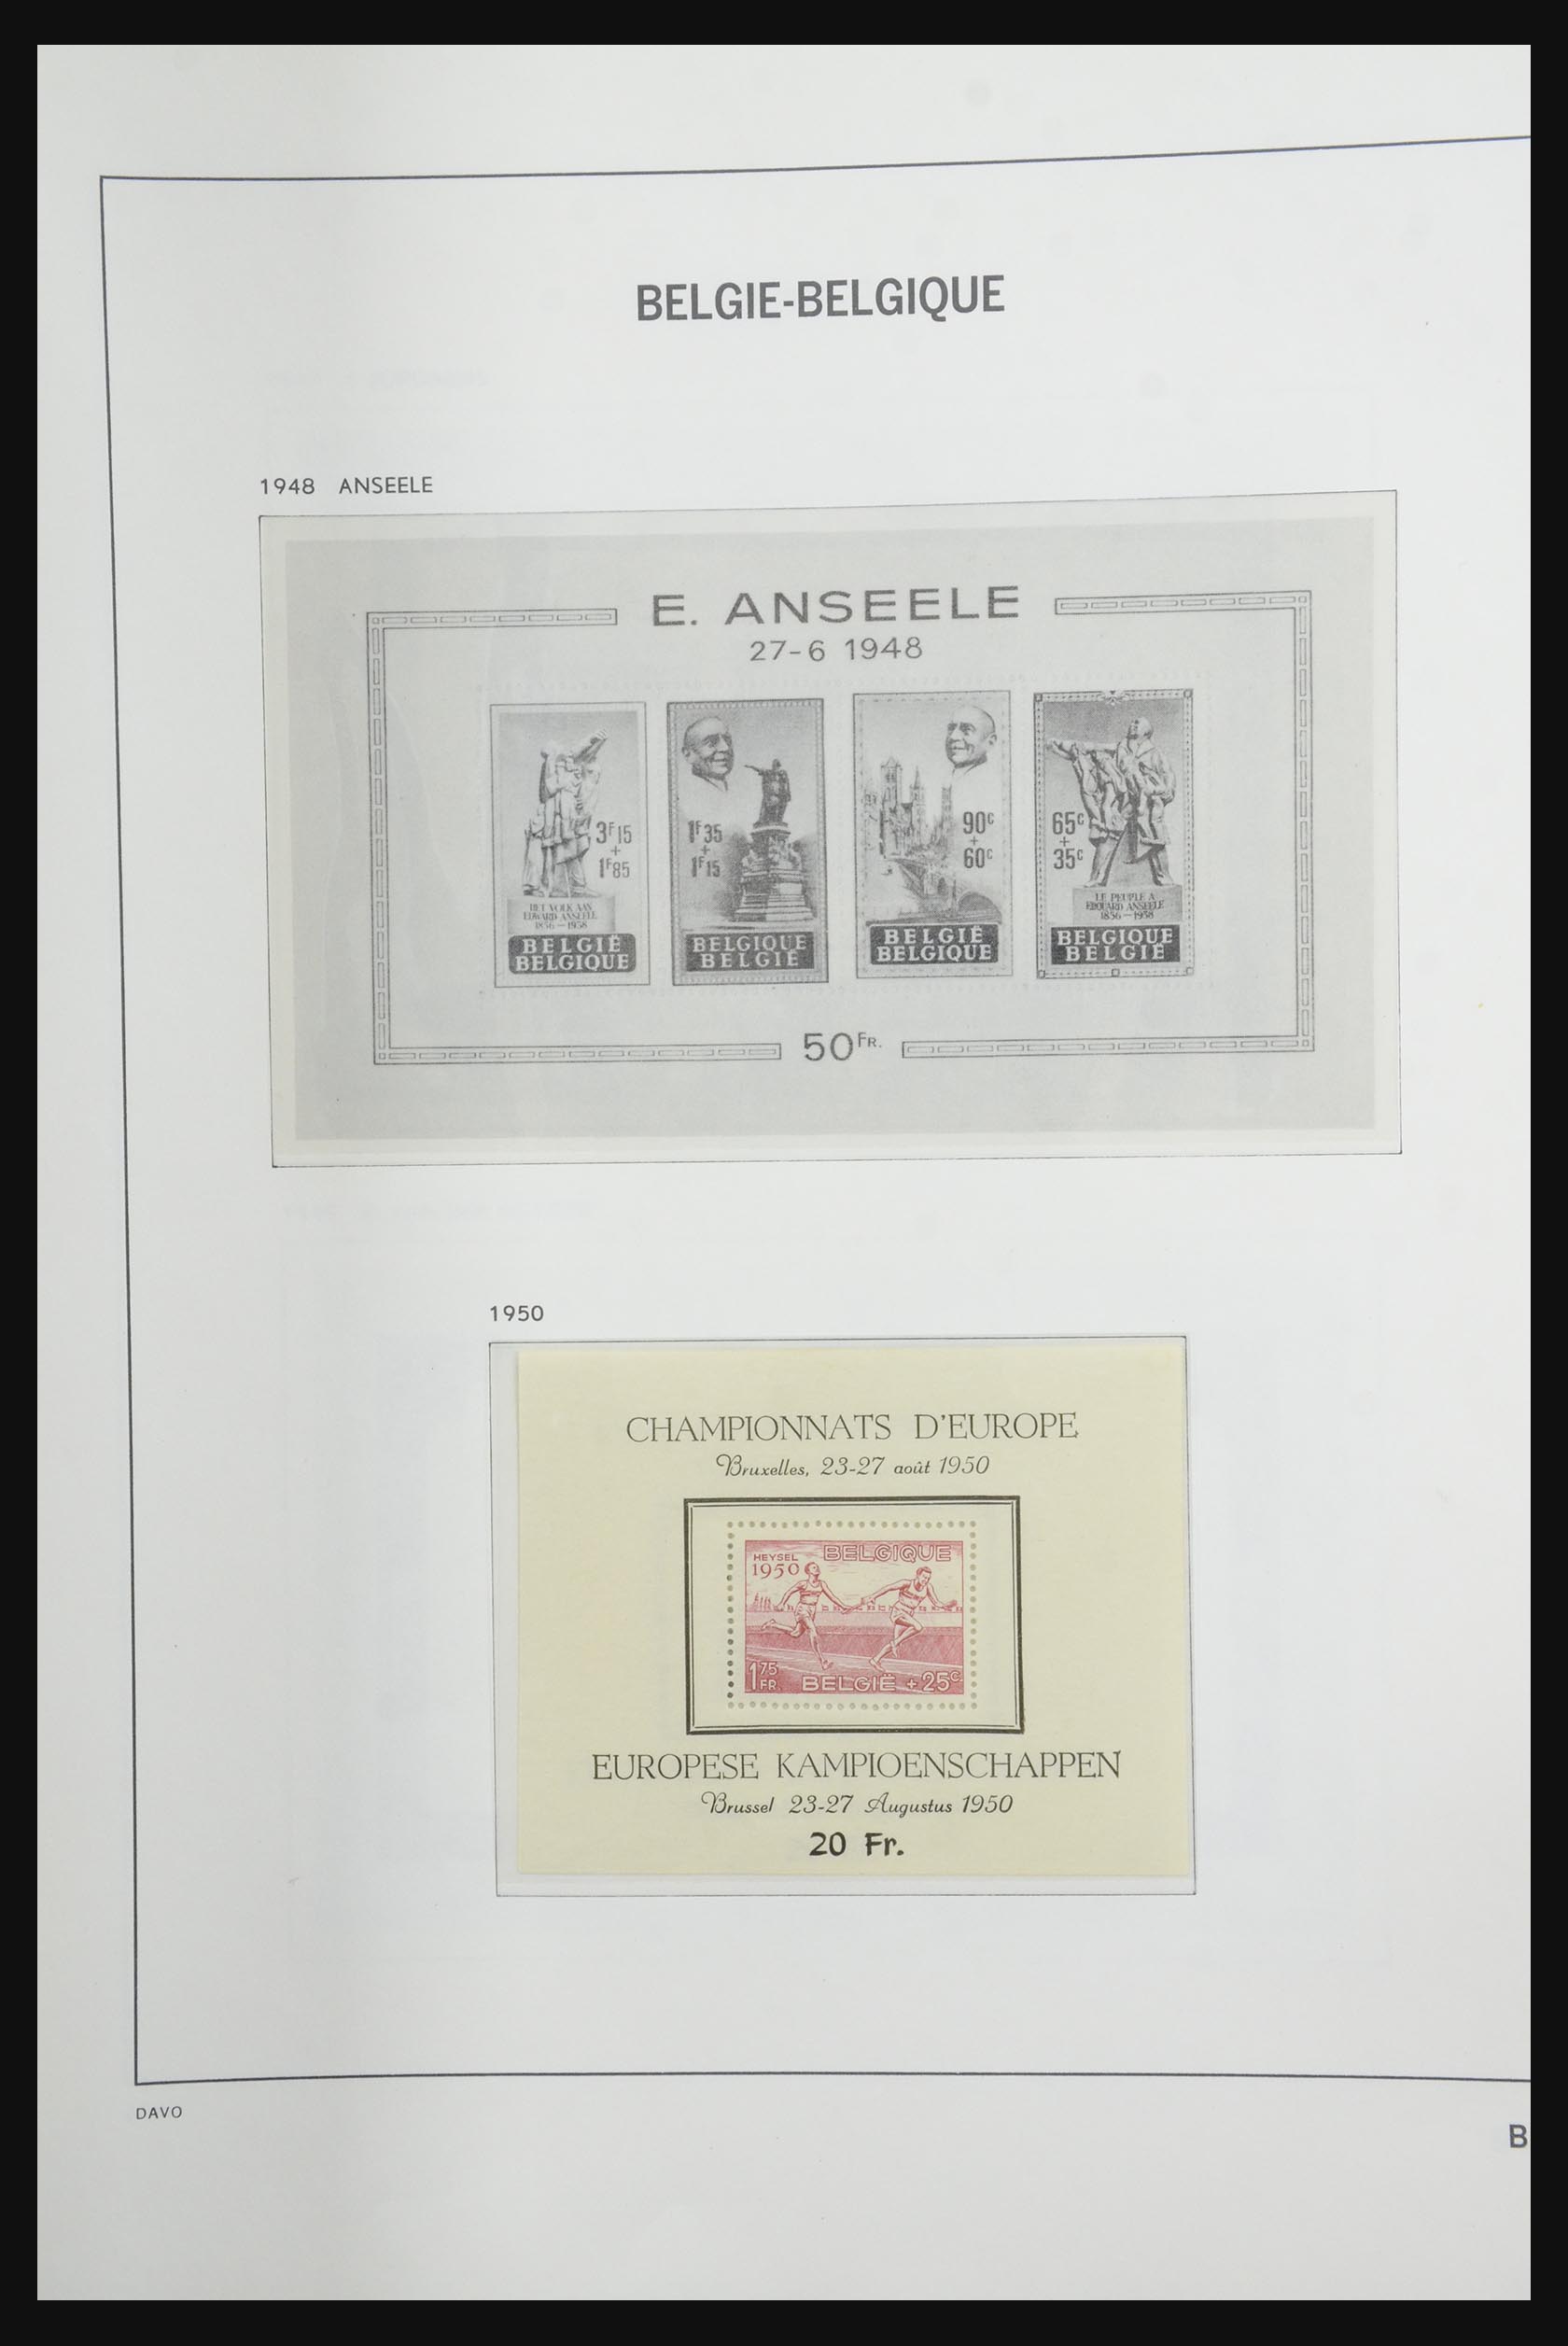 BELGIE-BELGIQUE
1948 ANSEELE
E. ANSEELE
27-6 1948
3F15
+
1F85
HET VOLK AAN
EDWARD ANSEELE
1856-1938
BELGIË
BELGIQUE
1F35
+
1F15
BELGIQUE
BELGIË
90c
+
60c
BELGIË
BELGIQUE
65c
+
35c
LE PEUPLE A
EDOUARD ANSEELE
1856-1938
BELGIQUE
BELGIË
50FR.
1950
CHAMPIONNATS D'EUROPE
Bruxelles, 23-27 août 1950
HEYSEL
1950
BELGIQUE
1 75 FR.
BELGIË +25c
EUROPESE KAMPIOENSCHAPPEN
Brussel 23-27 Augustus 1950
20 Fr.
DAVO
B